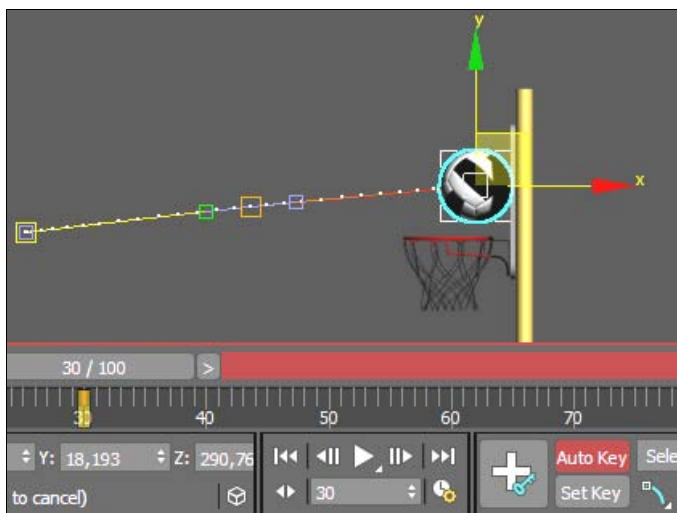 y
x
30 / 100 >
30 40 50 60 70
Y: 18,193 Z: 290,76 Auto Key Sele
to cancel) 30 Set Key